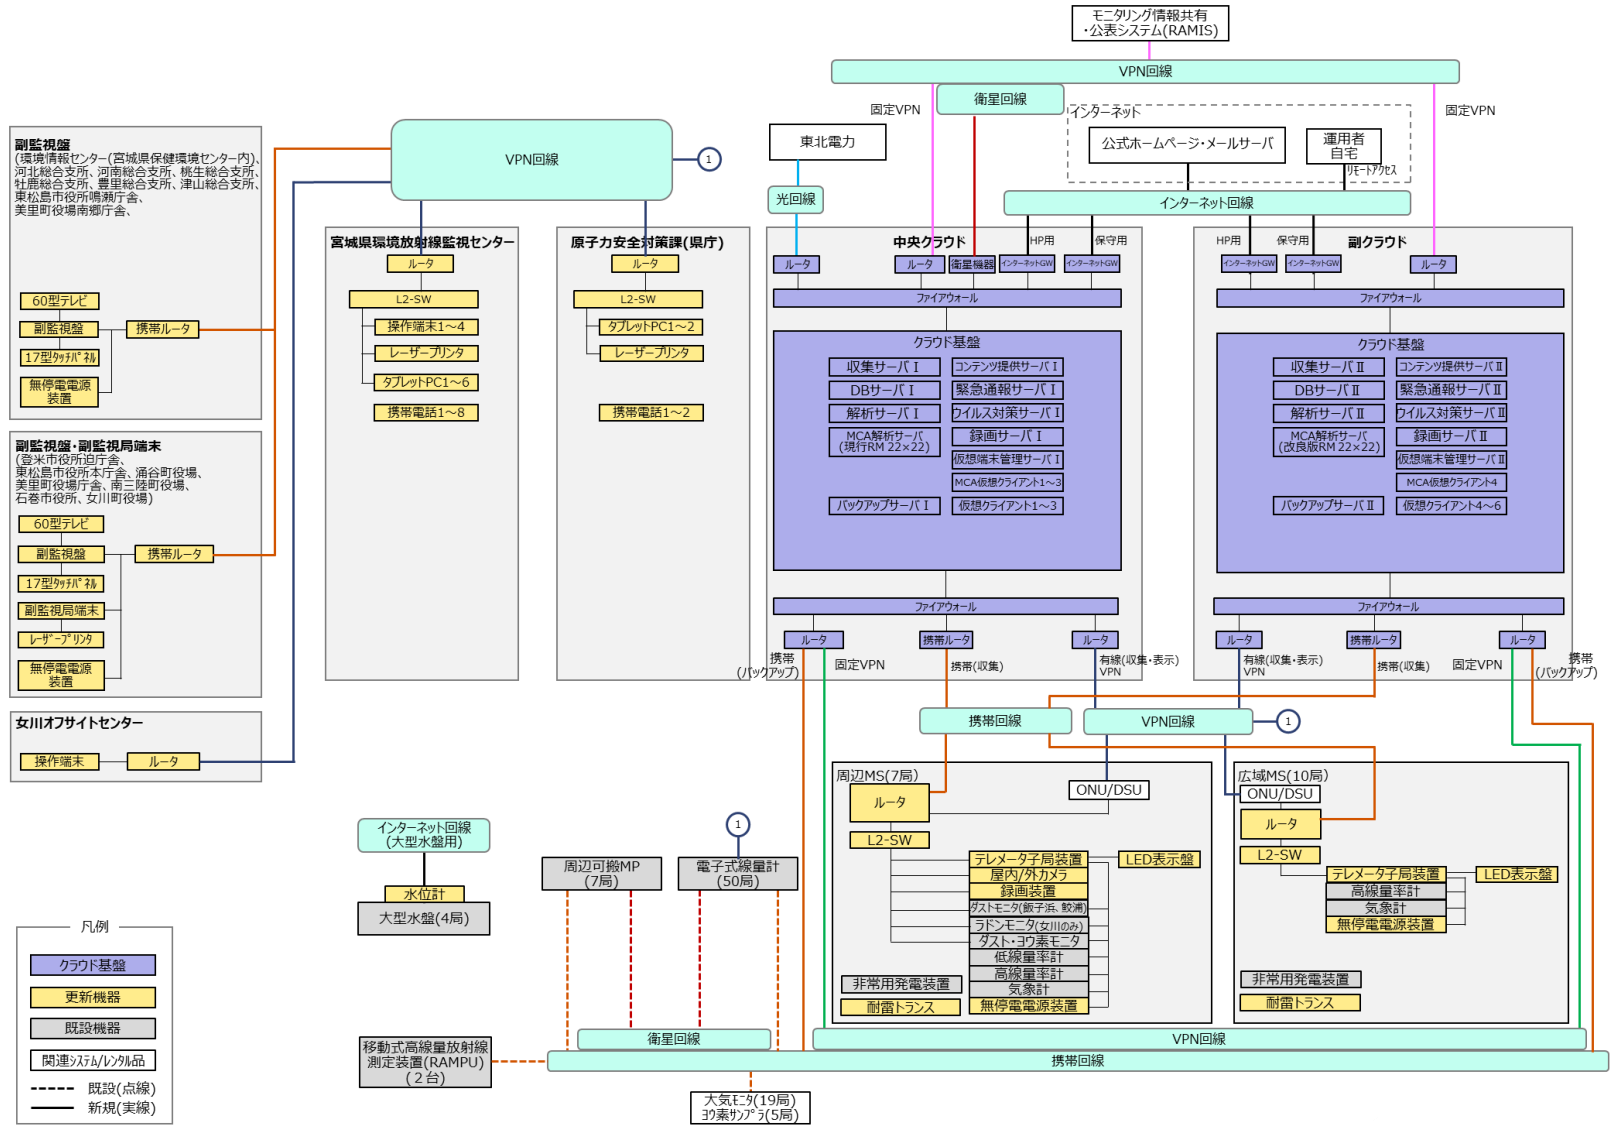 モニタリング情報共有
・公表システム(RAMIS)
VPN回線
衛星回線
固定VPN
固定VPN
インターネット
公式ホームページ・メールサーバ
運用者
自宅
リモートアクセス
東北電力
光回線
インターネット回線
VPN回線
1
副監視盤
(環境情報センター(宮城県保健環境センター内)、
河北総合支所、河南総合支所、桃生総合支所、
牡鹿総合支所、豊里総合支所、津山総合支所、
東松島市役所鳴瀬庁舎、
美里町役場南郷庁舎、
60型テレビ
副監視盤
携帯ルータ
17型タッチパネル
無停電電源
装置
副監視盤・副監視局端末
(登米市役所迫庁舎、
東松島市役所本庁舎、涌谷町役場、
美里町役場庁舎、南三陸町役場、
石巻市役所、女川町役場)
60型テレビ
副監視盤
携帯ルータ
17型タッチパネル
副監視局端末
レーザープリンタ
無停電電源
装置
女川オフサイトセンター
操作端末
ルータ
宮城県環境放射線監視センター
ルータ
L2-SW
操作端末1～4
レーザープリンタ
タブレットPC1～6
携帯電話1～8
原子力安全対策課(県庁)
ルータ
L2-SW
タブレットPC1～2
レーザープリンタ
携帯電話1～2
中央クラウド
HP用
保守用
ルータ
ルータ
衛星機器
インターネットGW
インターネットGW
ファイアウォール
クラウド基盤
収集サーバⅠ
コンテンツ提供サーバⅠ
DBサーバⅠ
緊急通報サーバⅠ
解析サーバⅠ
ウイルス対策サーバⅠ
MCA解析サーバ
(現行RM 22×22)
録画サーバⅠ
仮想端末管理サーバⅠ
MCA仮想クライアント1～3
バックアップサーバⅠ
仮想クライアント1～3
ファイアウォール
ルータ
携帯ルータ
ルータ
携帯
(バックアップ)
固定VPN
携帯(収集)
有線(収集・表示)
VPN
副クラウド
HP用
保守用
インターネットGW
インターネットGW
ルータ
ファイアウォール
クラウド基盤
収集サーバⅡ
コンテンツ提供サーバⅡ
DBサーバⅡ
緊急通報サーバⅡ
解析サーバⅡ
ウイルス対策サーバⅡ
MCA解析サーバ
(改良版RM 22×22)
録画サーバⅡ
仮想端末管理サーバⅡ
MCA仮想クライアント4
バックアップサーバⅡ
仮想クライアント4～6
ファイアウォール
ルータ
携帯ルータ
ルータ
有線(収集・表示)
VPN
携帯(収集)
固定VPN
携帯
(バックアップ)
携帯回線
VPN回線
1
周辺MS(7局)
ルータ
ONU/DSU
L2-SW
テレメータ子局装置
LED表示盤
屋内/外カメラ
録画装置
ダストモニタ(飯子浜、鮫浦)
ラドンモニタ(女川のみ)
ダスト・ヨウ素モニタ
低線量率計
高線量率計
気象計
無停電電源装置
非常用発電装置
耐雷トランス
広域MS(10局)
ONU/DSU
ルータ
L2-SW
テレメータ子局装置
LED表示盤
高線量率計
気象計
無停電電源装置
非常用発電装置
耐雷トランス
インターネット回線
(大型水盤用)
水位計
大型水盤(4局)
1
周辺可搬MP
(7局)
電子式線量計
(50局)
衛星回線
VPN回線
携帯回線
移動式高線量放射線
測定装置(RAMPU)
(２台)
大気モニタ(19局)
ヨウ素サンプラ(5局)
凡例
クラウド基盤
更新機器
既設機器
関連システム/レンタル品
既設(点線)
新規(実線)